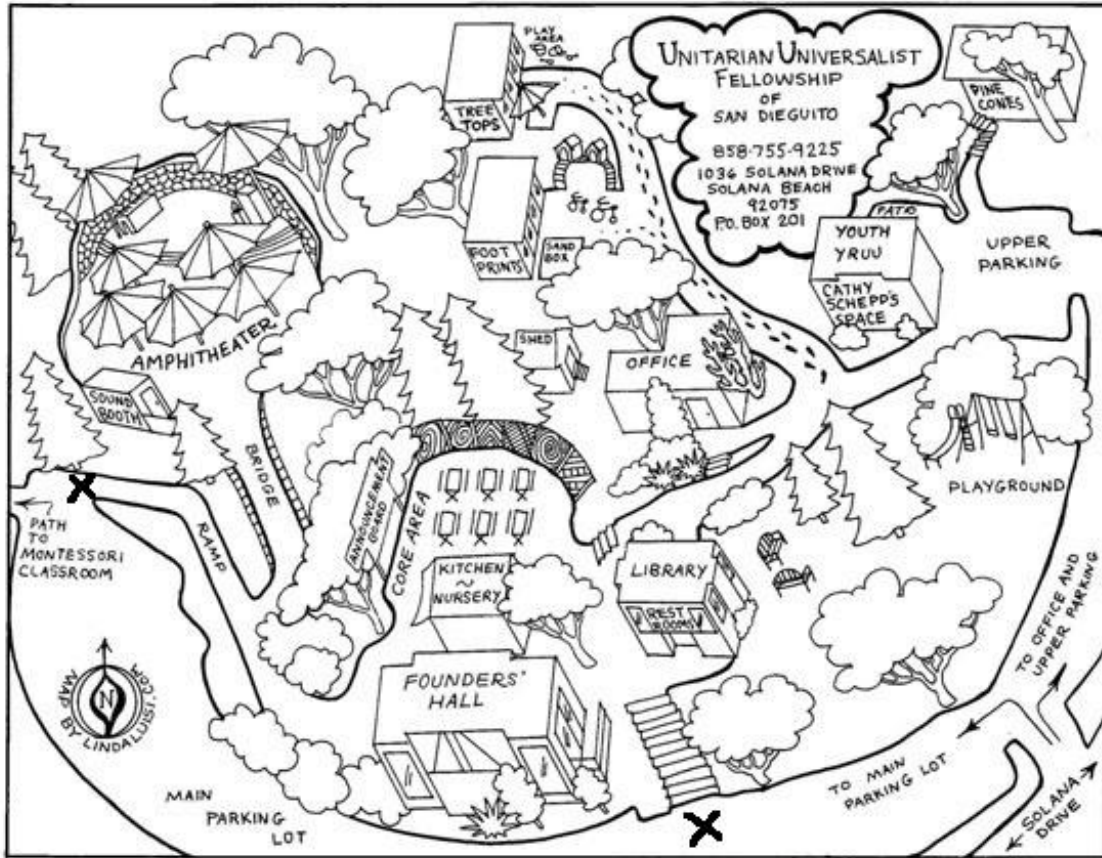 UNITARIAN UNIVERSALIST
FELLOWSHIP
OF
SAN DIEGUITO
858-755-9225
1036 SOLANA DRIVE
SOLANA BEACH
92075
P.O. BOX 201
PLAY
AREA
TREE
TOPS
PINE
CONES
FOOT
PRINTS
SAND
BOX
PATIO
YOUTH
YRUU
CATHY
SCHEPP'S
SPACE
UPPER
PARKING
AMPHITHEATER
SHED
OFFICE
SOUND
BOOTH
BRIDGE
ANNOUNCEMENT
BOARD
CORE AREA
PLAYGROUND
PATH
TO
MONTESSORI
CLASSROOM
RAMP
KITCHEN
~
NURSERY
LIBRARY
REST
ROOMS
TO OFFICE AND
UPPER PARKING
N
MAP BY LINDALUISI.COM
FOUNDERS'
HALL
MAIN
PARKING
LOT
TO MAIN
PARKING LOT
SOLANA
DRIVE